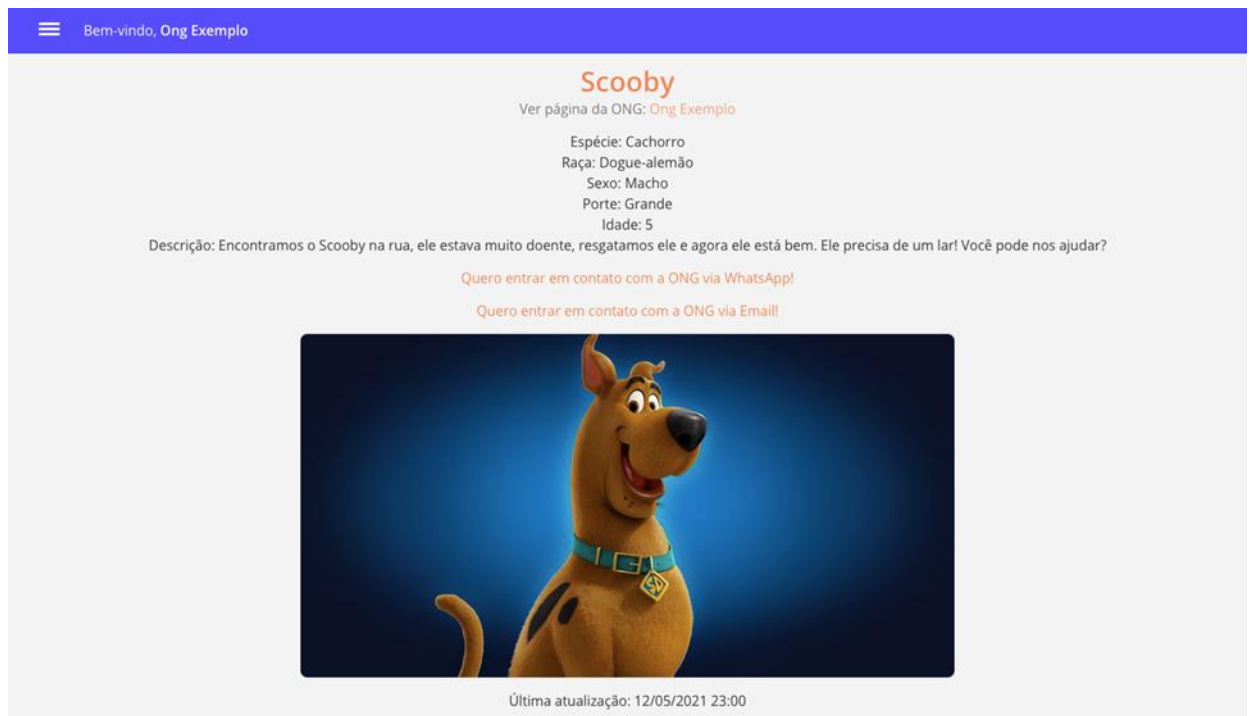 Bem-vindo, Ong Exemplo
Scooby
Ver página da ONG: Ong Exemplo
Espécie: Cachorro
Raça: Dogue-alemão
Sexo: Macho
Porte: Grande
Idade: 5
Descrição: Encontramos o Scooby na rua, ele estava muito doente, resgatamos ele e agora ele está bem. Ele precisa de um lar! Você pode nos ajudar?
Quero entrar em contato com a ONG via WhatsApp!
Quero entrar em contato com a ONG via Email!
SD
Última atualização: 12/05/2021 23:00